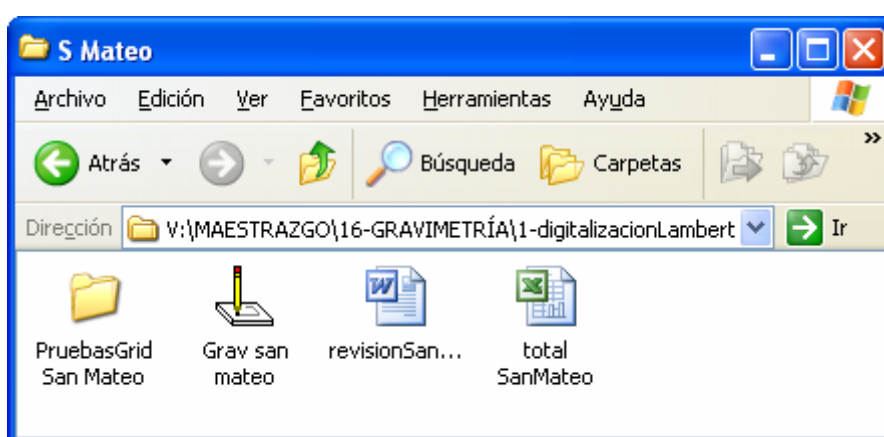 S Mateo
Archivo Edición Ver Favoritos Herramientas Ayuda
Atrás Búsqueda Carpetas »
Dirección V:\MAESTRAZGO\16-GRAVIMETRÍA\1-digitalizacionLambert Ir
PruebasGrid Grav san revisionSan... total
San Mateo mateo SanMateo